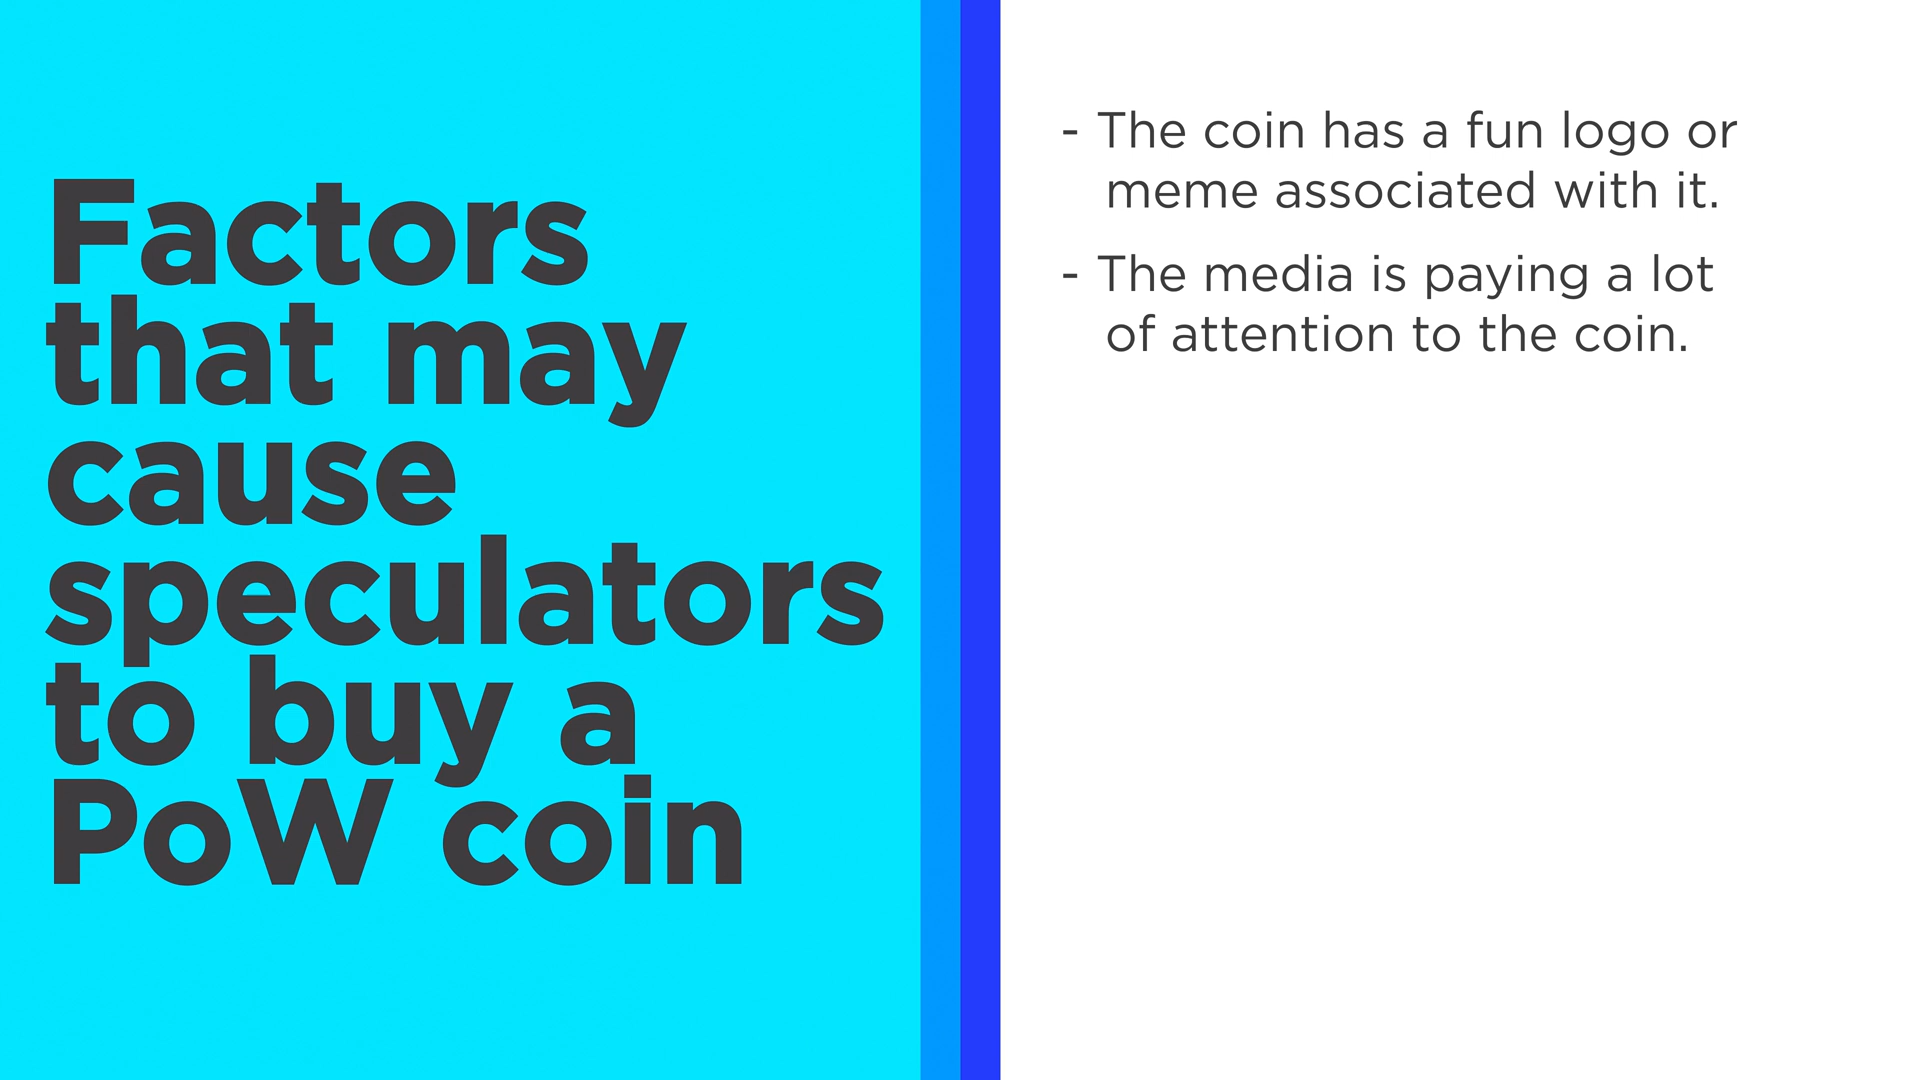 Factors
that may
cause
speculators
to buy a
PoW coin
- The coin has a fun logo or
meme associated with it.
- The media is paying a lot
of attention to the coin.